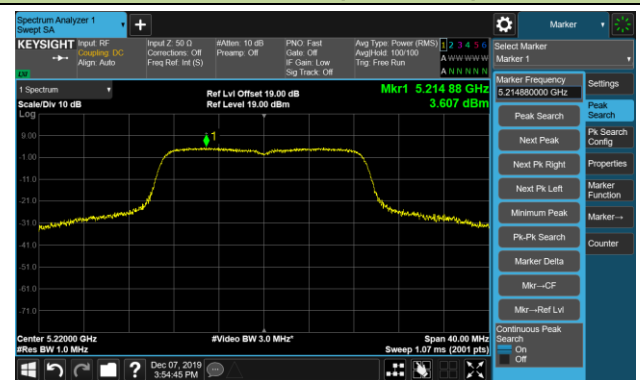 Spectrum Analyzer 1
Swept SA
Marker
KEYSIGHT
Input: RF
Coupling: DC
Align: Auto
Input Z: 50 Ω
Corrections: Off
Freq Ref: Int (S)
#Atten: 10 dB
Preamp: Off
PNO: Fast
Gate: Off
IF Gain: Low
Sig Track: Off
Avg Type: Power (RMS)
Avg|Hold: 100/100
Trig: Free Run
1 2 3 4 5 6
A W W W W W
A N N N N N
Select Marker
Marker 1
1 Spectrum
Scale/Div 10 dB
Ref Lvl Offset 19.00 dB
Ref Level 19.00 dBm
Mkr1 5.214 88 GHz
3.607 dBm
Log
9.00
-1.00
-11.0
-21.0
-31.0
-41.0
-51.0
-61.0
-71.0
1
Center 5.22000 GHz
#Res BW 1.0 MHz
#Video BW 3.0 MHz*
Span 40.00 MHz
Sweep 1.07 ms (2001 pts)
Marker Frequency
5.214880000 GHz
Peak Search
Next Peak
Next Pk Right
Next Pk Left
Minimum Peak
Pk-Pk Search
Marker Delta
Mkr→CF
Mkr→Ref Lvl
Continuous Peak
Search
On
Off
Settings
Peak
Search
Pk Search
Config
Properties
Marker
Function
Marker→
Counter
Dec 07, 2019
3:54:45 PM